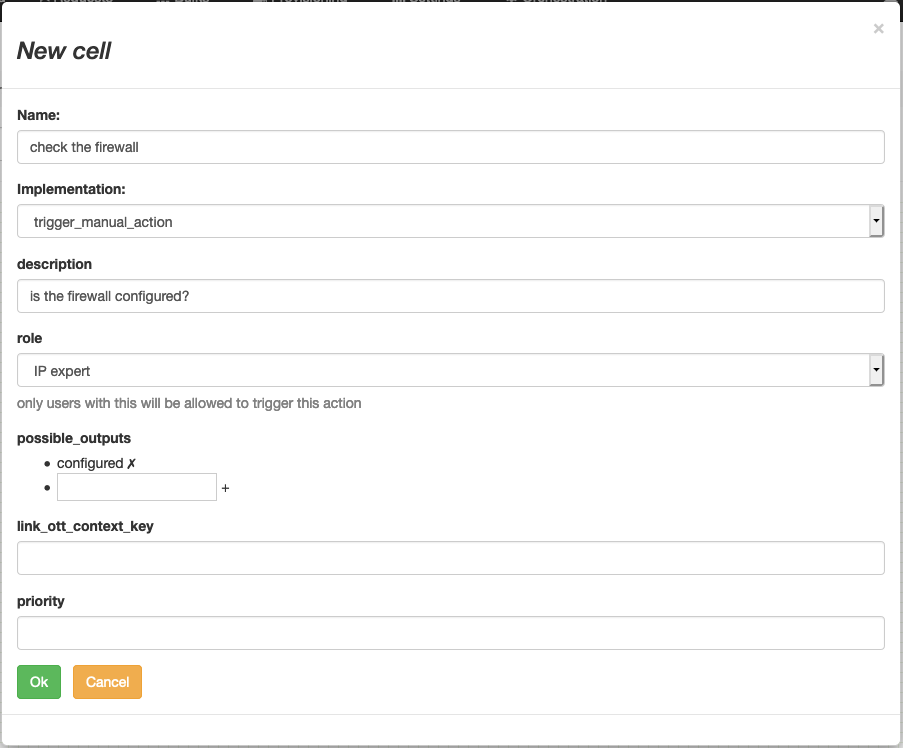 New cell
×
Name:
check the firewall
Implementation:
trigger_manual_action
description
is the firewall configured?
role
IP expert
only users with this will be allowed to trigger this action
possible_outputs
• configured ✗
• +
link_ott_context_key
priority
Ok Cancel